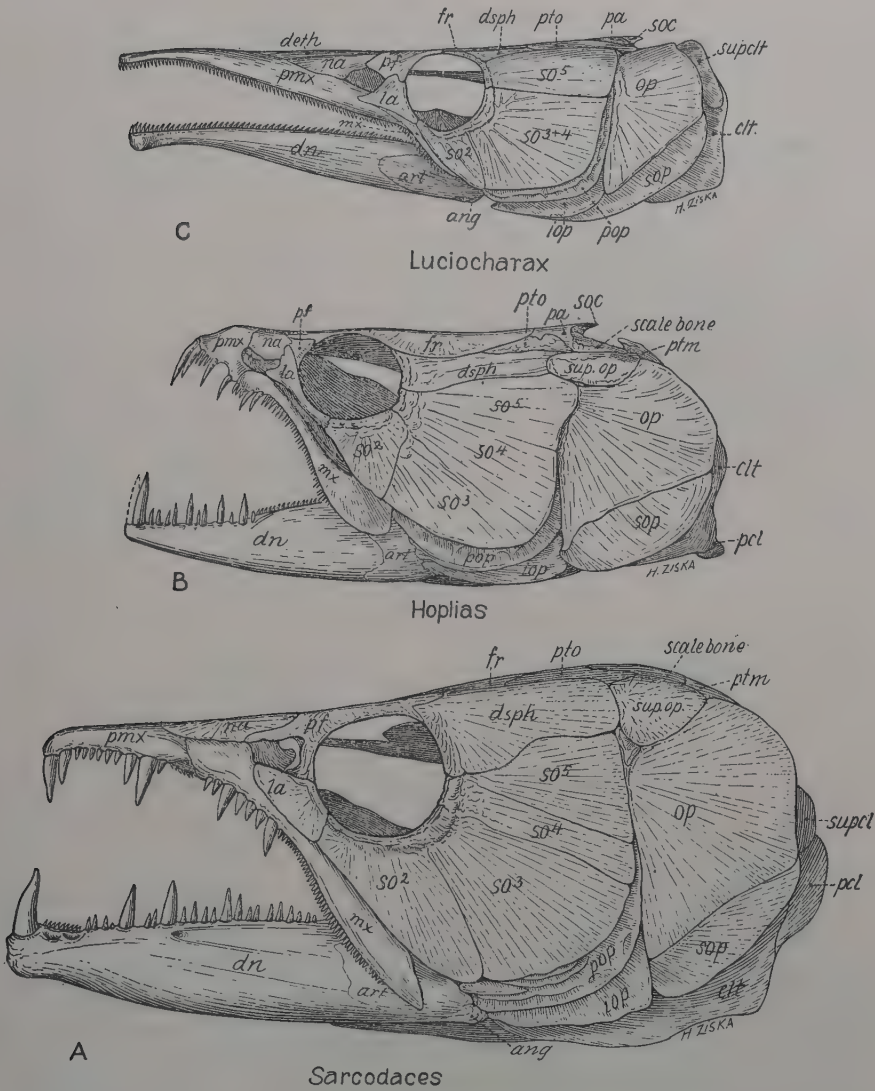 fr dsph pto pa soc
deth na pf supclt
pmx la so5 op
mx so3+4 clt.
dn so2 sop
art
ang iop pop H. ZISKA
C
Luciocharax
pto pa soc
pf scale bone
pmx na fr ptm
la dsph sup. op
so5 op
so2 so4
mx so3 clt
sop
dn art pop pcl
iop H. ZISKA
B
Hoplias
fr pto scale bone
ptm
na pf dsph sup. op.
pmx
la so5
op supcl
so4
so2 so3 pcl
mx
dn pop sop
art iop clt
ang H ZISKA
A
Sarcodaces